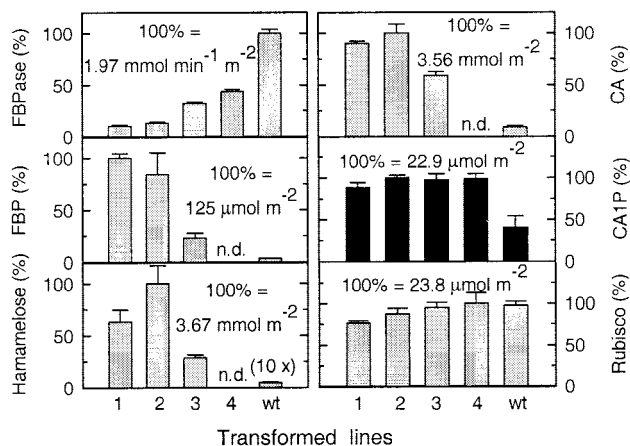 FBPase (%)
100
50
0
100% =
1.97 mmol min-1 m-2
100
50
0
CA (%)
100% =
3.56 mmol m-2
n.d.
FBP (%)
100
50
0
100% =
125 μmol m-2
n.d.
100
50
0
CA1P (%)
100% = 22.9 μmol m-2
Hamamelose (%)
100
50
0
100% =
3.67 mmol m-2
n.d. (10 x)
100
50
0
Rubisco (%)
100% = 23.8 μmol m-2
1 2 3 4 wt
1 2 3 4 wt
Transformed lines